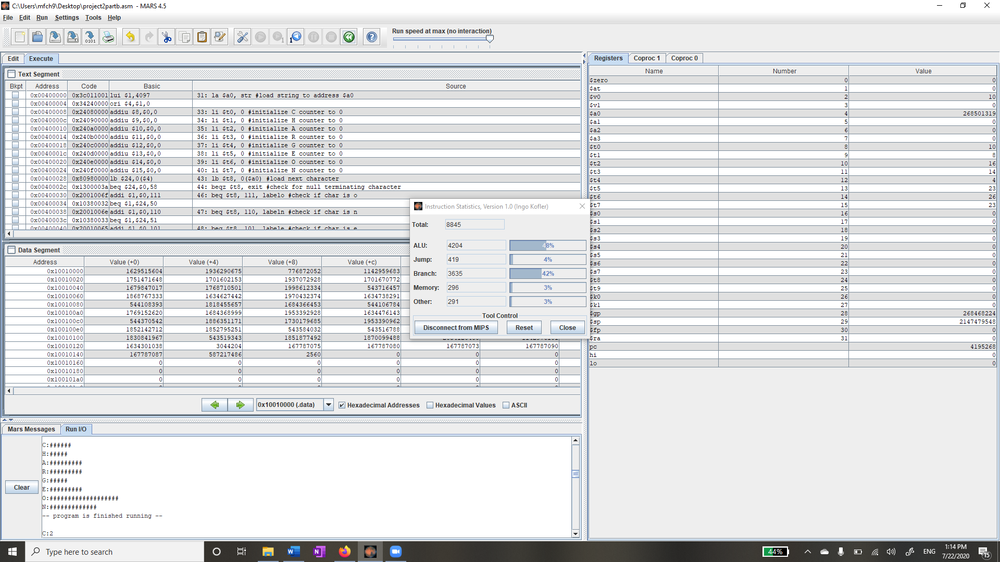 C:\Users\mfch9\Desktop\project2partb.asm - MARS 4.5
File Edit Run Settings Tools Help
Run speed at max (no interaction)
Edit Execute
Text Segment
Bkpt Address Code Basic Source
0x00400000 0x3c011001 lui $1,4097 31: la $a0, str #load string to address $a0
0x00400004 0x34240000 ori $4,$1,0
0x00400008 0x24080000 addiu $8,$0,0 33: li $t0, 0 #initialize C counter to 0
0x0040000c 0x24090000 addiu $9,$0,0 34: li $t1, 0 #initialize H counter to 0
0x00400010 0x240a0000 addiu $10,$0,0 35: li $t2, 0 #initialize A counter to 0
0x00400014 0x240b0000 addiu $11,$0,0 36: li $t3, 0 #initialize R counter to 0
0x00400018 0x240c0000 addiu $12,$0,0 37: li $t4, 0 #initialize G counter to 0
0x0040001c 0x240d0000 addiu $13,$0,0 38: li $t5, 0 #initialize E counter to 0
0x00400020 0x240e0000 addiu $14,$0,0 39: li $t6, 0 #initialize O counter to 0
0x00400024 0x240f0000 addiu $15,$0,0 40: li $t7, 0 #initialize N counter to 0
0x00400028 0x80980000 lb $24,0($4) 43: lb $t8, 0($a0) #load next character
0x0040002c 0x1300003a beq $24,$0,58 44: beqz $t8, exit #check for null terminating character
0x00400030 0x2001006f addi $1,$0,111 46: beq $t8, 111, labelo #check if char is o
0x00400034 0x10380032 beq $1,$24,50
0x00400038 0x2001006e addi $1,$0,110 47: beq $t8, 110, labeln #check if char is n
0x0040003c 0x10380033 beq $1,$24,51
0x00400040 0x20010065 addi $1,$0,101 48: beq $t8, 101, labele #check if char is e
Data Segment
Address Value (+0) Value (+4) Value (+8) Value (+c)
0x10010000 1629515604 1936290675 776872052 1142959683
0x10010020 1751471648 1701602153 1937072928 1701670772
0x10010040 1679847017 1768710501 1998612334 543716457
0x10010060 1868767333 1634627442 1970432374 1634738291
0x10010080 544108393 1818455657 1684366453 544106784
0x100100a0 1769152620 1684368999 1953392928 1634476143
0x100100c0 544370542 1886351171 1730179685 1953390962
0x100100e0 1852142712 1852795251 543584032 543516788
0x10010100 1830841967 543519343 1851877492 1870099488
0x10010120 1634301038 3044204 167787075 167787080 167787073 167787090
0x10010140 167787087 587217486 2560 0 0 0
0x10010160 0 0 0 0 0 0
0x10010180 0 0 0 0 0 0
0x100101a0 0 0 0 0 0 0
0x10010000 (.data) Hexadecimal Addresses Hexadecimal Values ASCII
Instruction Statistics, Version 1.0 (Ingo Kofler)
Total: 8845
ALU: 4204 48%
Jump: 419 4%
Branch: 3635 42%
Memory: 296 3%
Other: 291 3%
Tool Control
Disconnect from MIPS Reset Close
Mars Messages Run I/O
Clear
C:######
H:#####
A:#########
R:#########
G:#####
E:#########
O:###################
N:#############
-- program is finished running --
C:2
Registers Coproc 1 Coproc 0
Name Number Value
$zero 0 0
$at 1 0
$v0 2 10
$v1 3 0
$a0 4 268501319
$a1 5 0
$a2 6 0
$a3 7 0
$t0 8 10
$t1 9 8
$t2 10 16
$t3 11 14
$t4 12 4
$t5 13 23
$t6 14 26
$t7 15 23
$s0 16 0
$s1 17 0
$s2 18 0
$s3 19 0
$s4 20 0
$s5 21 0
$s6 22 0
$s7 23 0
$t8 24 0
$t9 25 0
$k0 26 0
$k1 27 0
$gp 28 268468224
$sp 29 2147479548
$fp 30 0
$ra 31 0
pc 4195268
hi 0
lo 0
Type here to search
44%
ENG
1:14 PM
7/22/2020
15